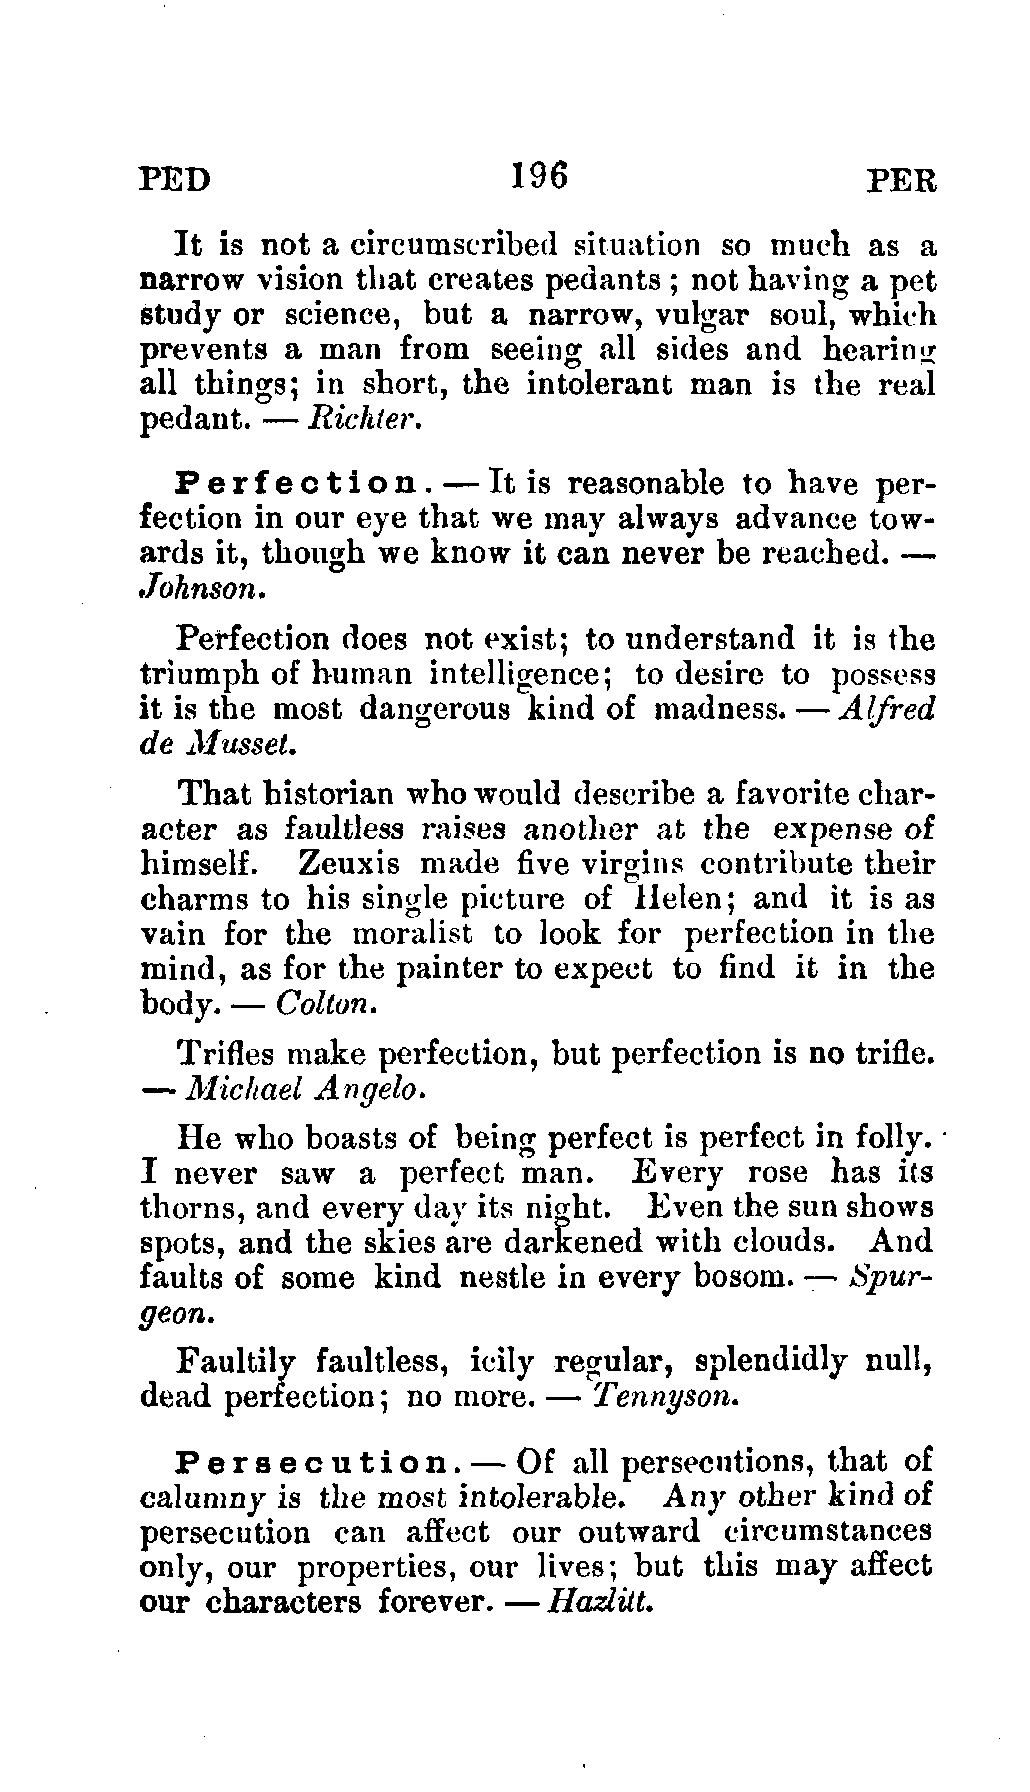 PED 196 PER
It is not a circumscribed situation so much as a
narrow vision that creates pedants; not having a pet
study or science, but a narrow, vulgar soul, which
prevents a man from seeing all sides and hearing
all things; in short, the intolerant man is the real
pedant. — Richter.
Perfection. — It is reasonable to have per-
fection in our eye that we may always advance tow-
ards it, though we know it can never be reached. —
Johnson.
Perfection does not exist; to understand it is the
triumph of human intelligence; to desire to possess
it is the most dangerous kind of madness. — Alfred
de Musset.
That historian who would describe a favorite char-
acter as faultless raises another at the expense of
himself. Zeuxis made five virgins contribute their
charms to his single picture of Helen; and it is as
vain for the moralist to look for perfection in the
mind, as for the painter to expect to find it in the
body. — Colton.
Trifles make perfection, but perfection is no trifle.
— Michael Angelo.
He who boasts of being perfect is perfect in folly.
I never saw a perfect man. Every rose has its
thorns, and every day its night. Even the sun shows
spots, and the skies are darkened with clouds. And
faults of some kind nestle in every bosom. — Spur-
geon.
Faultily faultless, icily regular, splendidly null,
dead perfection; no more. — Tennyson.
Persecution. — Of all persecutions, that of
calumny is the most intolerable. Any other kind of
persecution can affect our outward circumstances
only, our properties, our lives; but this may affect
our characters forever. — Hazlitt.